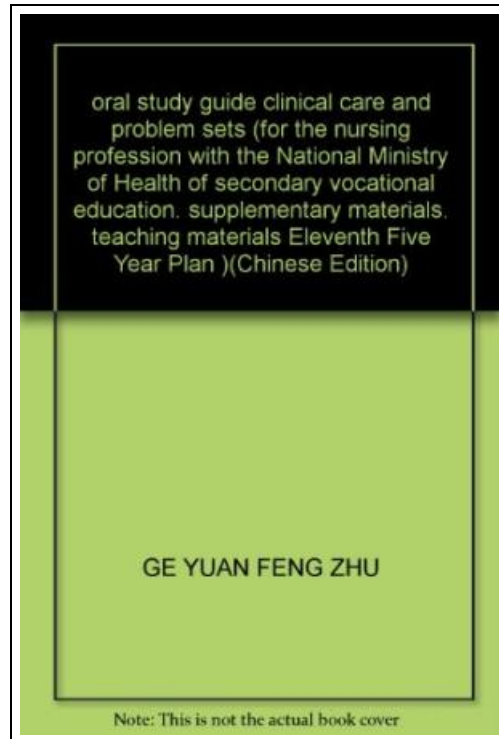 oral study guide clinical care and
problem sets (for the nursing
profession with the National Ministry
of Health of secondary vocational
education. supplementary materials.
teaching materials Eleventh Five
Year Plan )(Chinese Edition)
GE YUAN FENG ZHU
Note: This is not the actual book cover